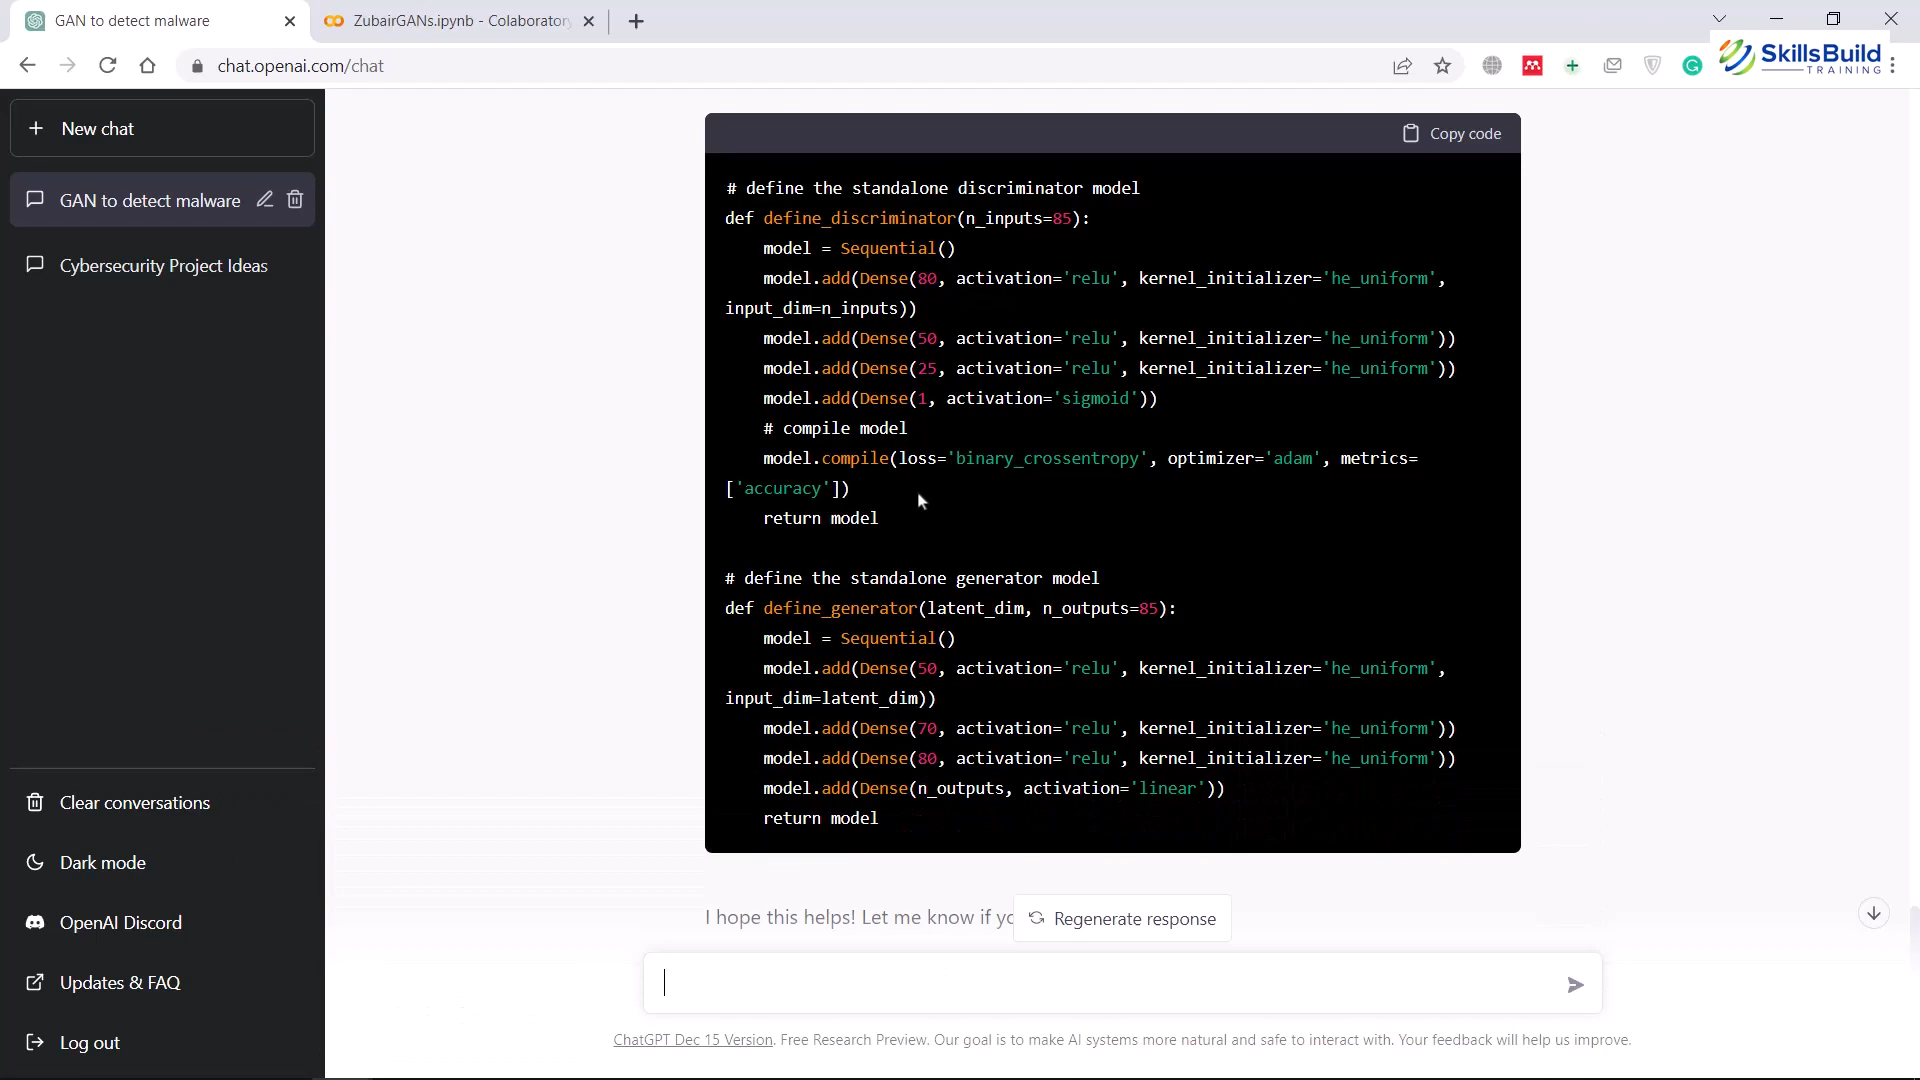 GAN to detect malware
ZubairGANs.ipynb - Colaboratory
chat.openai.com/chat
SkillsBuild
TRAINING
New chat
Copy code
GAN to detect malware
Cybersecurity Project Ideas
# define the standalone discriminator model
def define_discriminator(n_inputs=85):
    model = Sequential()
    model.add(Dense(80, activation='relu', kernel_initializer='he_uniform',
input_dim=n_inputs))
    model.add(Dense(50, activation='relu', kernel_initializer='he_uniform'))
    model.add(Dense(25, activation='relu', kernel_initializer='he_uniform'))
    model.add(Dense(1, activation='sigmoid'))
    # compile model
    model.compile(loss='binary_crossentropy', optimizer='adam', metrics=
['accuracy'])
    return model
# define the standalone generator model
def define_generator(latent_dim, n_outputs=85):
    model = Sequential()
    model.add(Dense(50, activation='relu', kernel_initializer='he_uniform',
input_dim=latent_dim))
    model.add(Dense(70, activation='relu', kernel_initializer='he_uniform'))
    model.add(Dense(80, activation='relu', kernel_initializer='he_uniform'))
    model.add(Dense(n_outputs, activation='linear'))
    return model
Clear conversations
Dark mode
OpenAI Discord
Updates & FAQ
Log out
I hope this helps! Let me know if yo
Regenerate response
ChatGPT Dec 15 Version. Free Research Preview. Our goal is to make AI systems more natural and safe to interact with. Your feedback will help us improve.